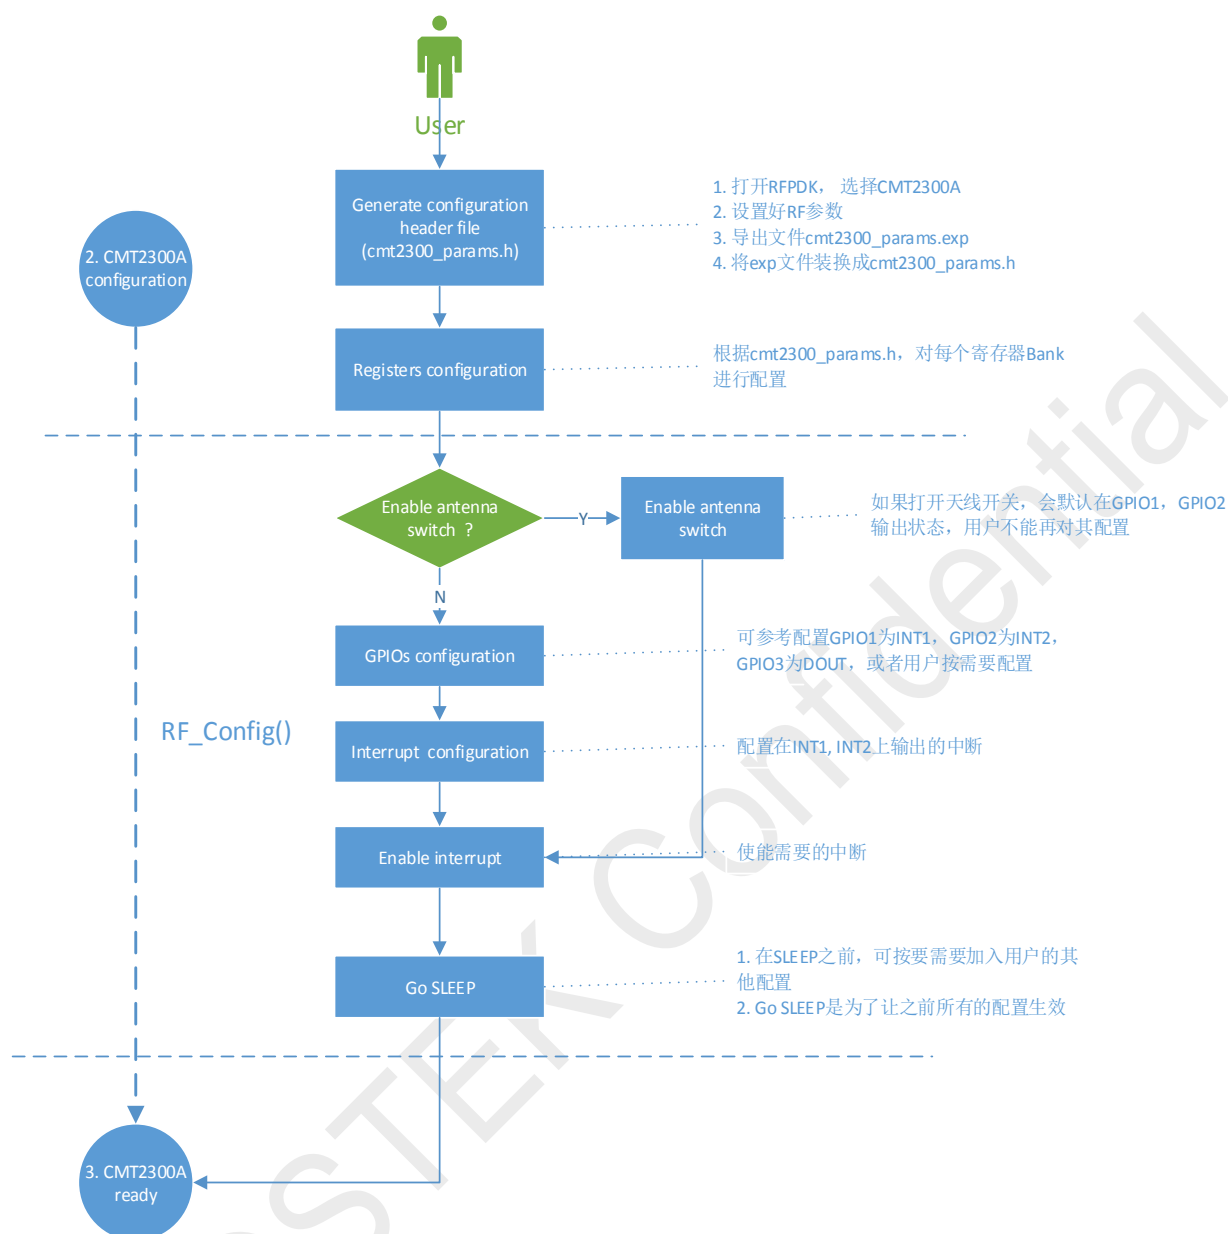 User
Generate configuration
header file
(cmt2300_params.h)
1. 打开RFPDK， 选择CMT2300A
2. 设置好RF参数
3. 导出文件cmt2300_params.exp
4. 将exp文件装换成cmt2300_params.h
2. CMT2300A
configuration
Registers configuration
根据cmt2300_params.h，对每个寄存器Bank
进行配置
Enable antenna
switch ?
Y
Enable antenna
switch
如果打开天线开关，会默认在GPIO1，GPIO2
输出状态，用户不能再对其配置
N
GPIOs configuration
可参考配置GPIO1为INT1，GPIO2为INT2，
GPIO3为DOUT，或者用户按需要配置
RF_Config()
Interrupt configuration
配置在INT1, INT2上输出的中断
Enable interrupt
使能需要的中断
Go SLEEP
1. 在SLEEP之前，可按要需要加入用户的其
他配置
2. Go SLEEP是为了让之前所有的配置生效
3. CMT2300A
ready
STEK Confidential